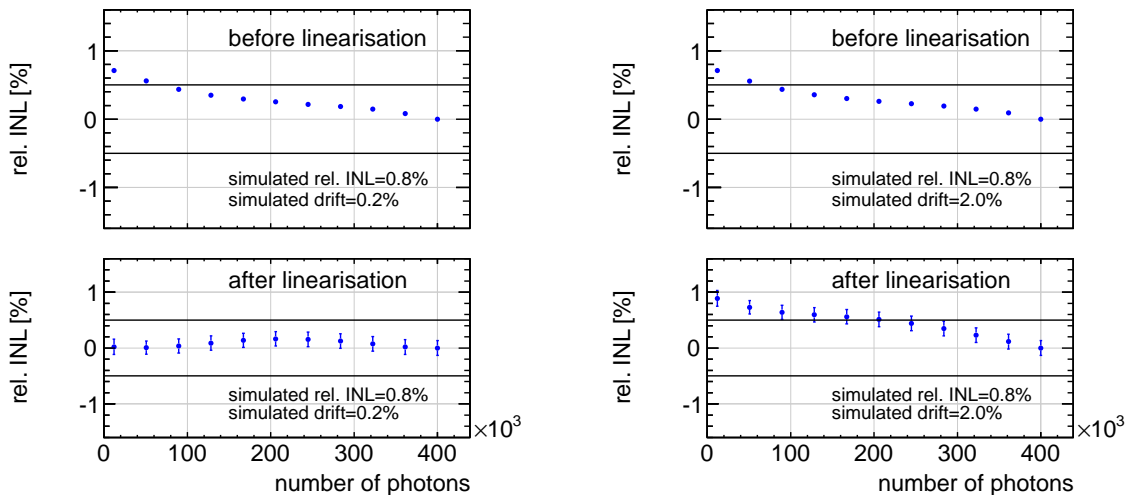 before linearisation
1
0
-1
rel. INL [%]
simulated rel. INL=0.8%
simulated drift=0.2%
before linearisation
1
0
-1
rel. INL [%]
simulated rel. INL=0.8%
simulated drift=2.0%
after linearisation
1
0
-1
rel. INL [%]
simulated rel. INL=0.8%
simulated drift=0.2%
0 100 200 300 400
×10³
number of photons
after linearisation
1
0
-1
rel. INL [%]
simulated rel. INL=0.8%
simulated drift=2.0%
0 100 200 300 400
×10³
number of photons